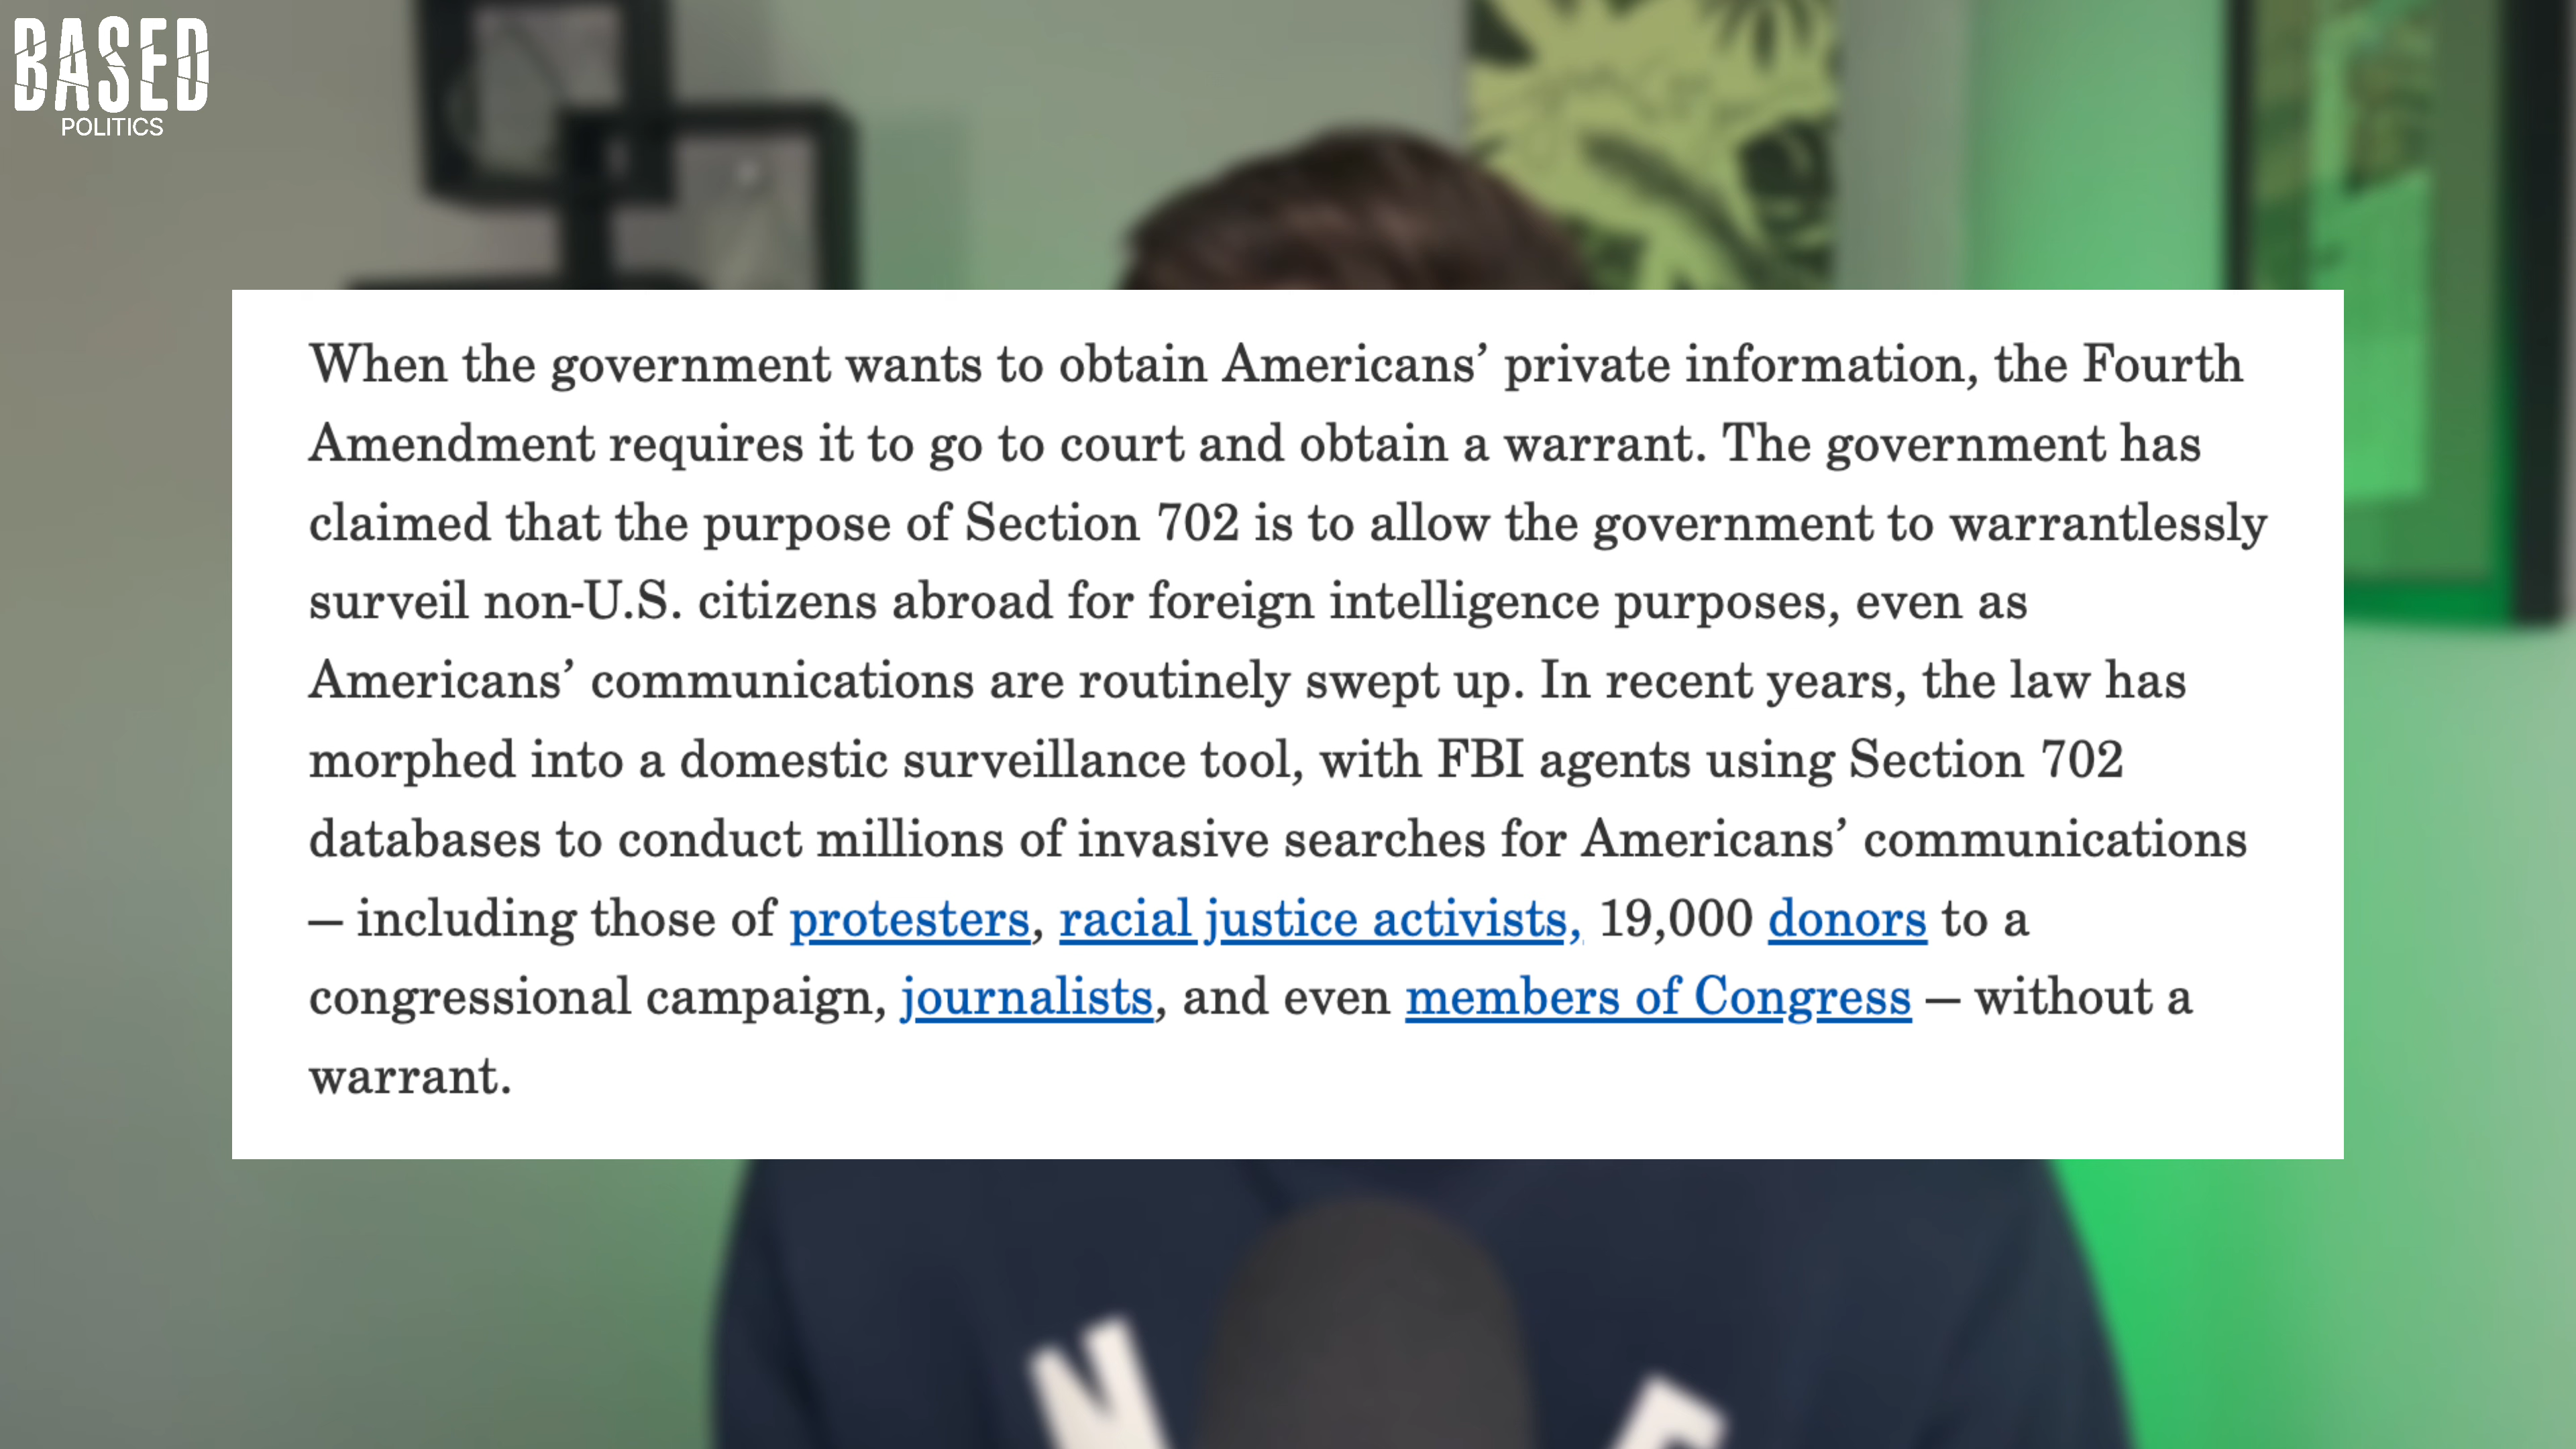 BASED
POLITICS
When the government wants to obtain Americans’ private information, the Fourth
Amendment requires it to go to court and obtain a warrant. The government has
claimed that the purpose of Section 702 is to allow the government to warrantlessly
surveil non-U.S. citizens abroad for foreign intelligence purposes, even as
Americans’ communications are routinely swept up. In recent years, the law has
morphed into a domestic surveillance tool, with FBI agents using Section 702
databases to conduct millions of invasive searches for Americans’ communications
— including those of protesters, racial justice activists, 19,000 donors to a
congressional campaign, journalists, and even members of Congress — without a
warrant.